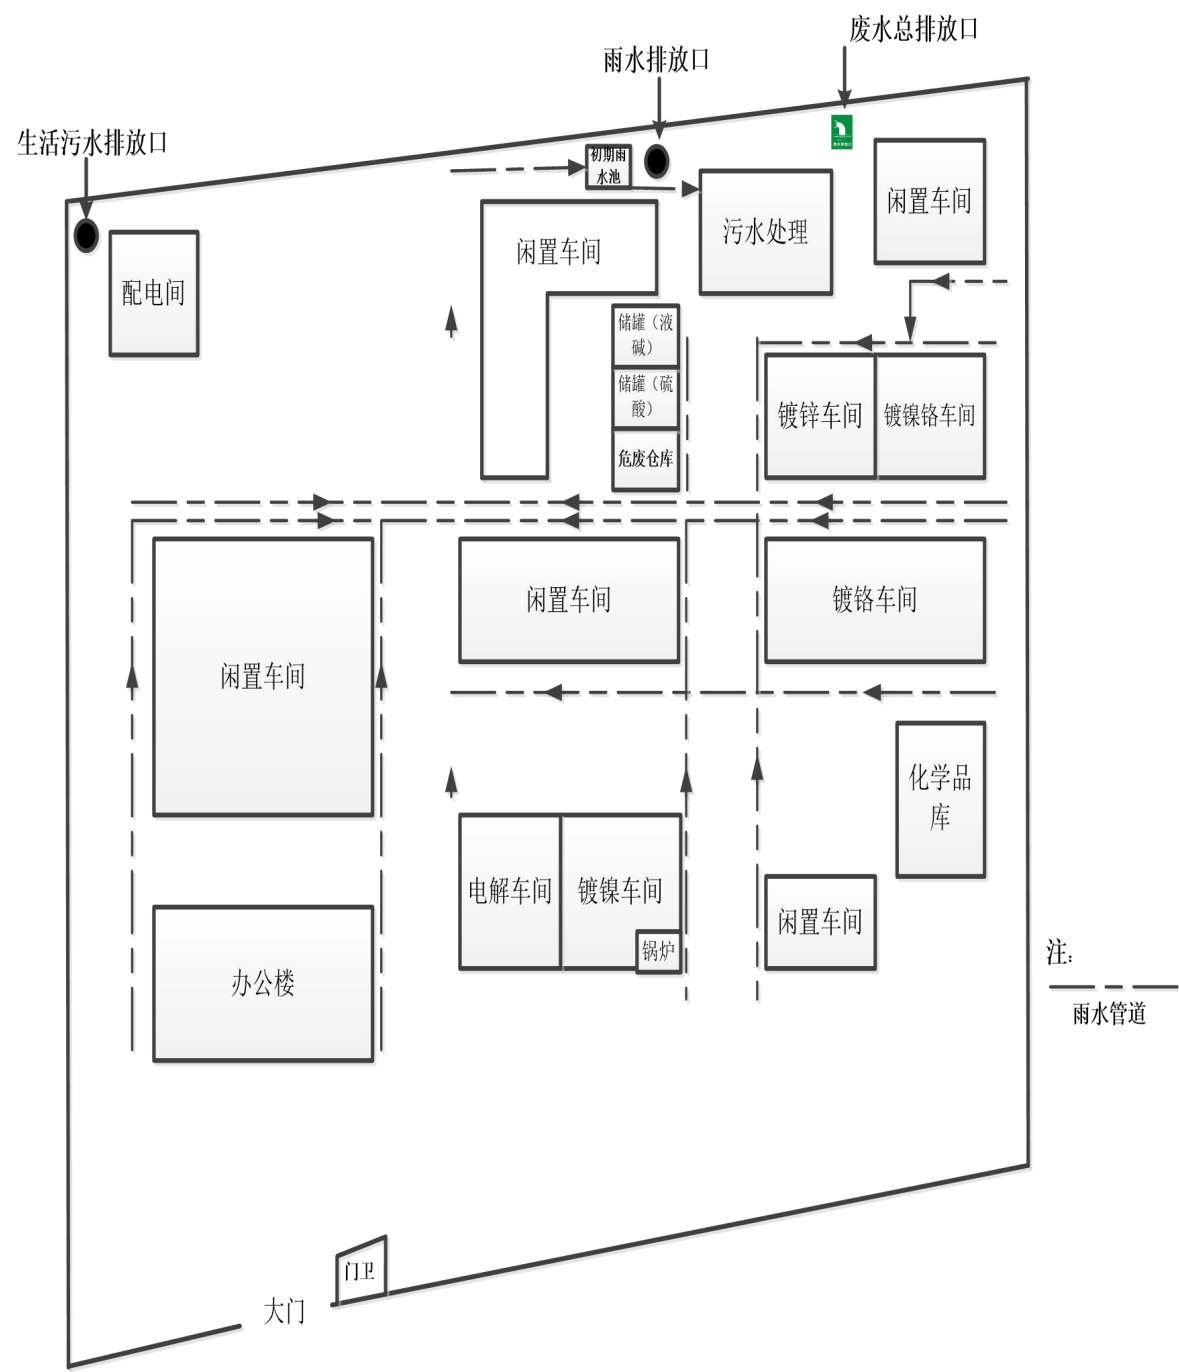 废水总排放口
雨水排放口
生活污水排放口
初期雨
水池
闲置车间
污水处理
闲置车间
配电间
储罐（液
碱）
储罐（硫
酸）
危废仓库
镀锌车间
镀镍铬车间
闲置车间
闲置车间
镀铬车间
化学品
库
电解车间
镀镍车间
锅炉
闲置车间
办公楼
注：
雨水管道
门卫
大门